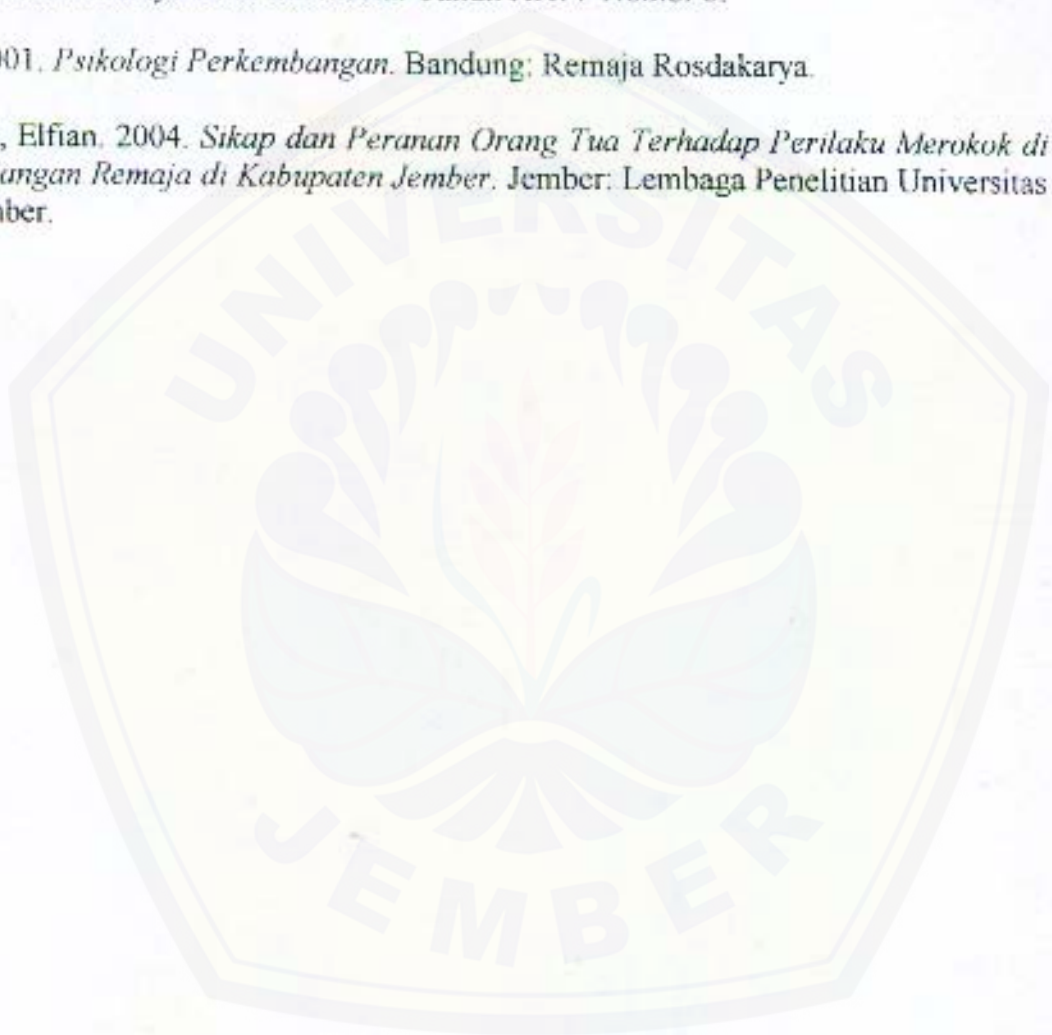 001. Psikologi Perkembangan. Bandung: Remaja Rosdakarya.
, Elfian. 2004. Sikap dan Peranan Orang Tua Terhadap Perilaku Merokok di
angan Remaja di Kabupaten Jember. Jember: Lembaga Penelitian Universitas
nber.
UNIVERSITAS
JEMBER